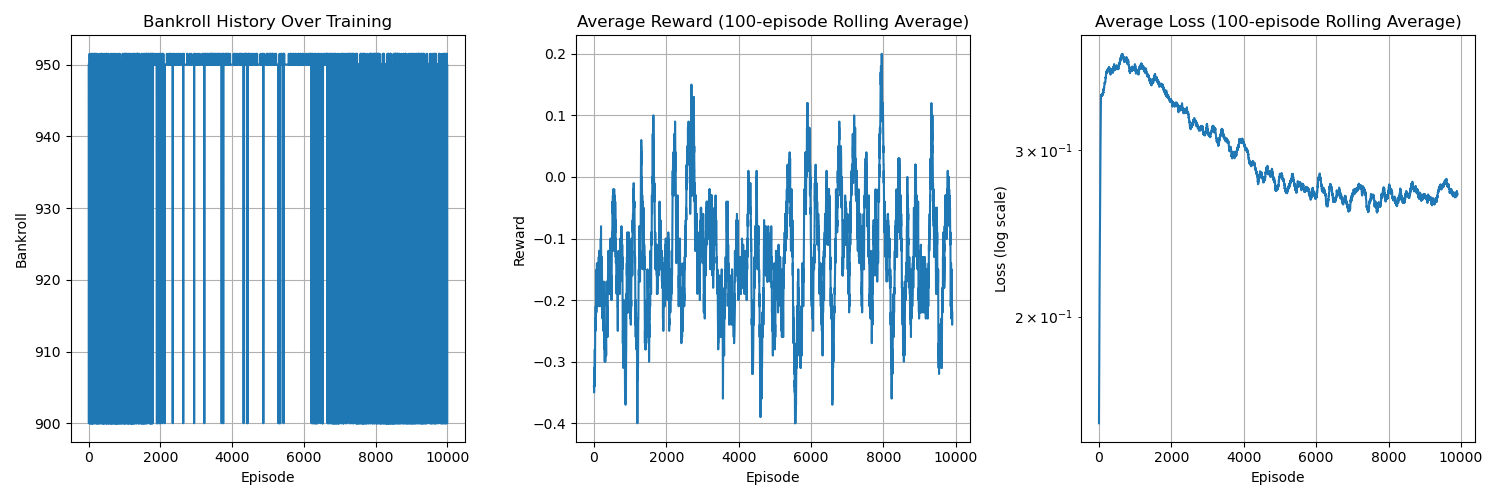 Bankroll History Over Training
950
940
930
920
910
900
Bankroll
0 2000 4000 6000 8000 10000
Episode
Average Reward (100-episode Rolling Average)
0.2
0.1
0.0
−0.1
−0.2
−0.3
−0.4
Reward
0 2000 4000 6000 8000 10000
Episode
Average Loss (100-episode Rolling Average)
3 × 10⁻¹
2 × 10⁻¹
Loss (log scale)
0 2000 4000 6000 8000 10000
Episode